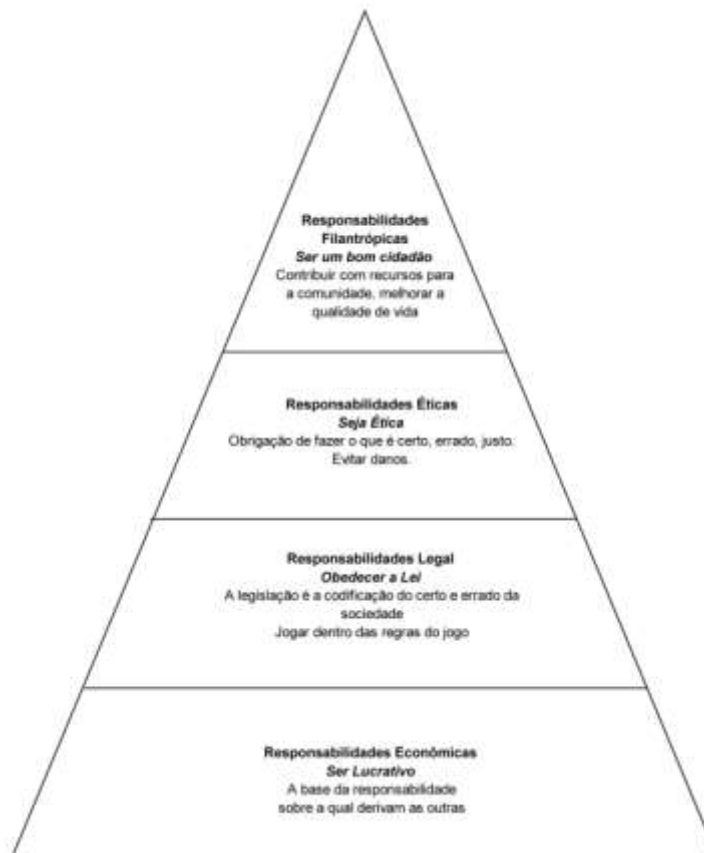 Responsabilidades
Filantrópicas
Ser um bom cidadão
Contribuir com recursos para
a comunidade, melhorar a
qualidade de vida
Responsabilidades Éticas
Seja Ética
Obrigação de fazer o que é certo, errado, justo.
Evitar danos.
Responsabilidades Legal
Obedecer a Lei
A legislação é a codificação do certo e errado da
sociedade
Jogar dentro das regras do jogo
Responsabilidades Econômicas
Ser Lucrativo
A base da responsabilidade
sobre a qual derivam as outras